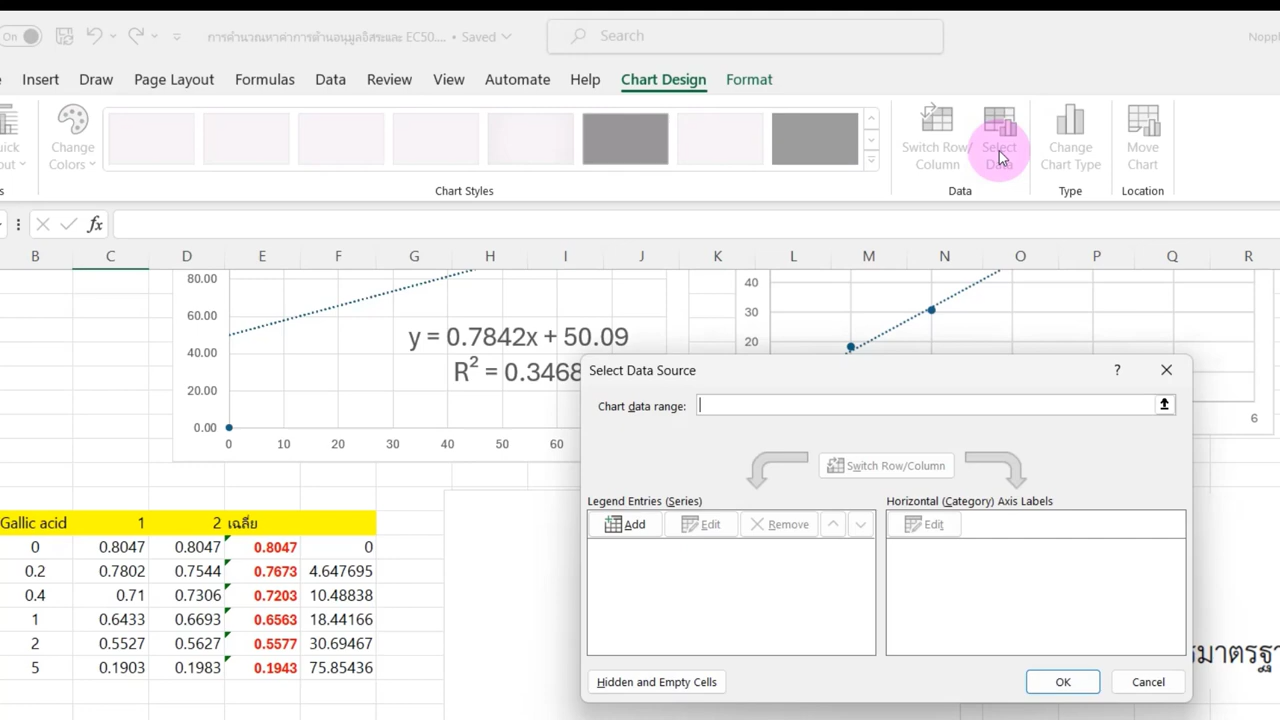 On
การคำนวณหาค่าการต้านอนุมูลอิสระและ EC50.... • Saved
Search
Insert Draw Page Layout Formulas Data Review View Automate Help Chart Design Format
Change Colors
Switch Row/ Column
Select Data
Change Chart Type
Move Chart
Chart Styles
Data
Type
Location
fx
B C D E F G H I J K L M N O P Q R
80.00
60.00
40.00
20.00
0.00
0 10 20 30 40 50 60
y = 0.7842x + 50.09
R² = 0.3468
40
30
20
6
Select Data Source
?
Chart data range:
Switch Row/Column
Legend Entries (Series)
Horizontal (Category) Axis Labels
Add Edit Remove
Edit
Hidden and Empty Cells
OK
Cancel
Gallic acid 1 2 เฉลี่ย
0 0.8047 0.8047 0.8047 0
0.2 0.7802 0.7544 0.7673 4.647695
0.4 0.71 0.7306 0.7203 10.48838
1 0.6433 0.6693 0.6563 18.44166
2 0.5527 0.5627 0.5577 30.69467
5 0.1903 0.1983 0.1943 75.85436